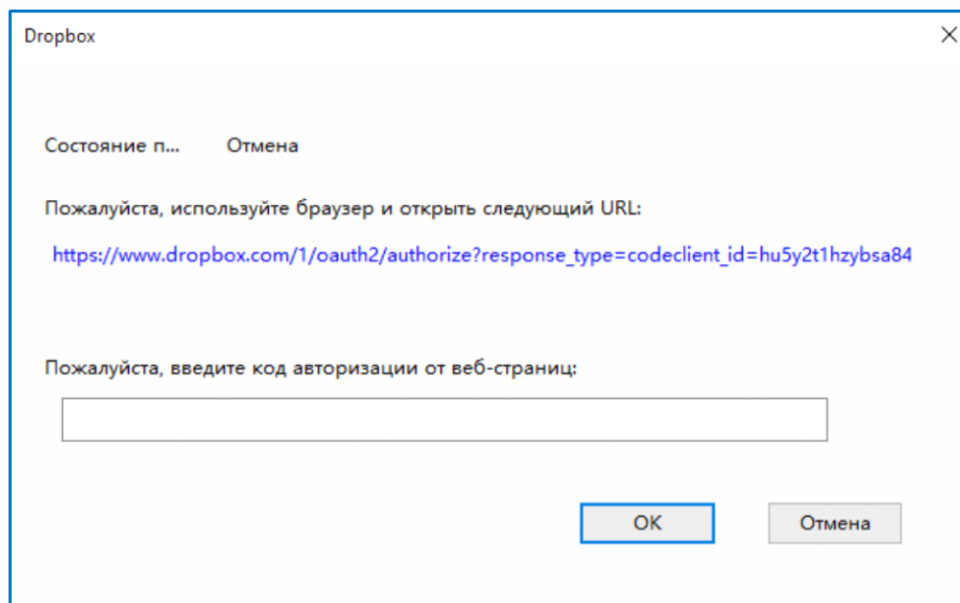 Dropbox
Состояние п... Отмена
Пожалуйста, используйте браузер и открыть следующий URL:
https://www.dropbox.com/1/oauth2/authorize?response_type=codeclient_id=hu5y2t1hzybsa84
Пожалуйста, введите код авторизации от веб-страниц:
OK Отмена